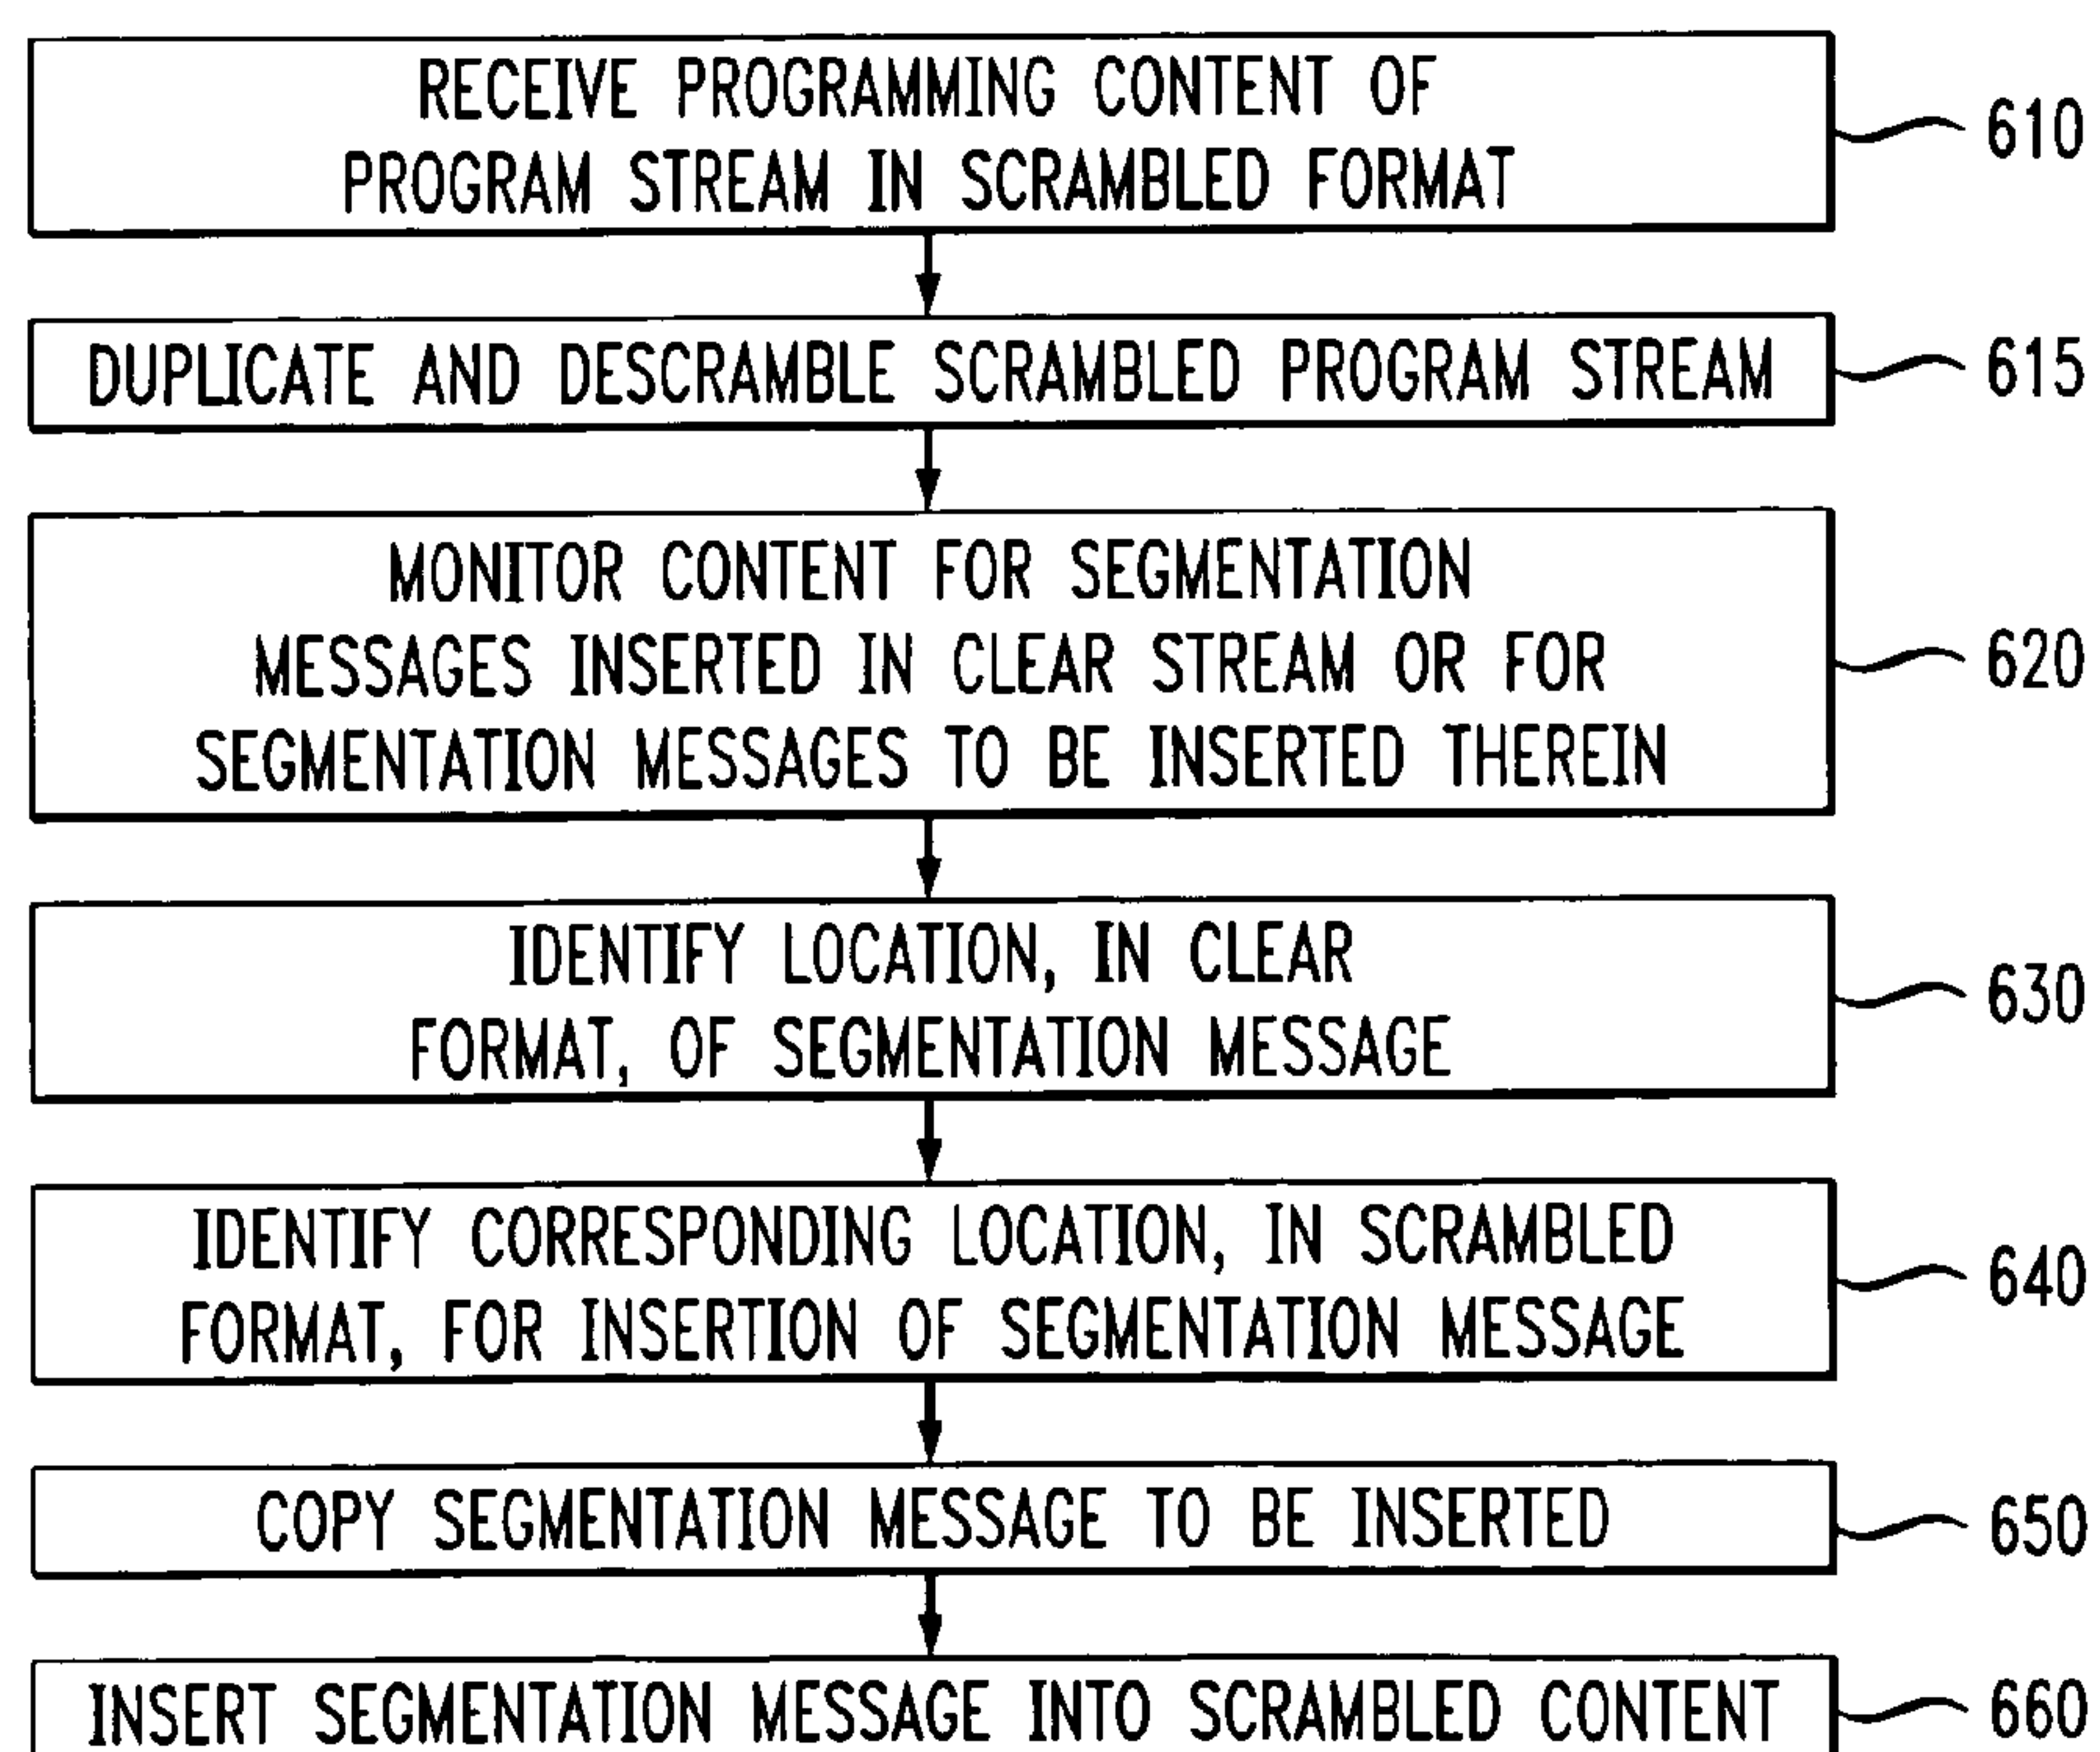 RECEIVE PROGRAMMING CONTENT OF
PROGRAM STREAM IN SCRAMBLED FORMAT
610
DUPLICATE AND DESCRAMBLE SCRAMBLED PROGRAM STREAM
615
MONITOR CONTENT FOR SEGMENTATION
MESSAGES INSERTED IN CLEAR STREAM OR FOR
SEGMENTATION MESSAGES TO BE INSERTED THEREIN
620
IDENTIFY LOCATION, IN CLEAR
FORMAT, OF SEGMENTATION MESSAGE
630
IDENTIFY CORRESPONDING LOCATION, IN SCRAMBLED
FORMAT, FOR INSERTION OF SEGMENTATION MESSAGE
640
COPY SEGMENTATION MESSAGE TO BE INSERTED
650
INSERT SEGMENTATION MESSAGE INTO SCRAMBLED CONTENT
660